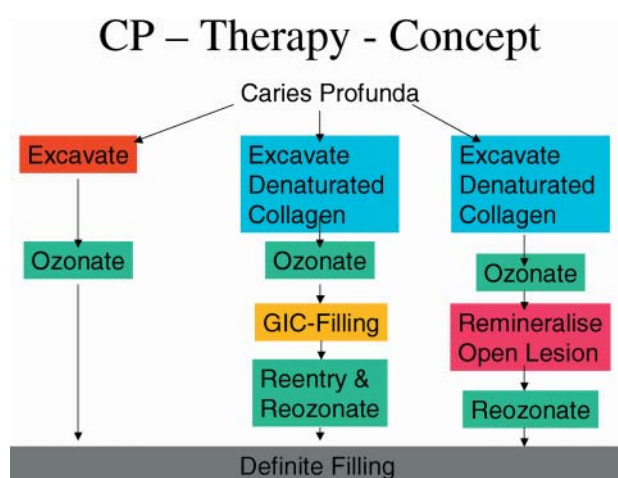 CP – Therapy - Concept
Caries Profunda
Excavate
Ozonate
Excavate
Denaturated
Collagen
Ozonate
GIC-Filling
Reentry &
Reozonate
Excavate
Denaturated
Collagen
Ozonate
Remineralise
Open Lesion
Reozonate
Definite Filling